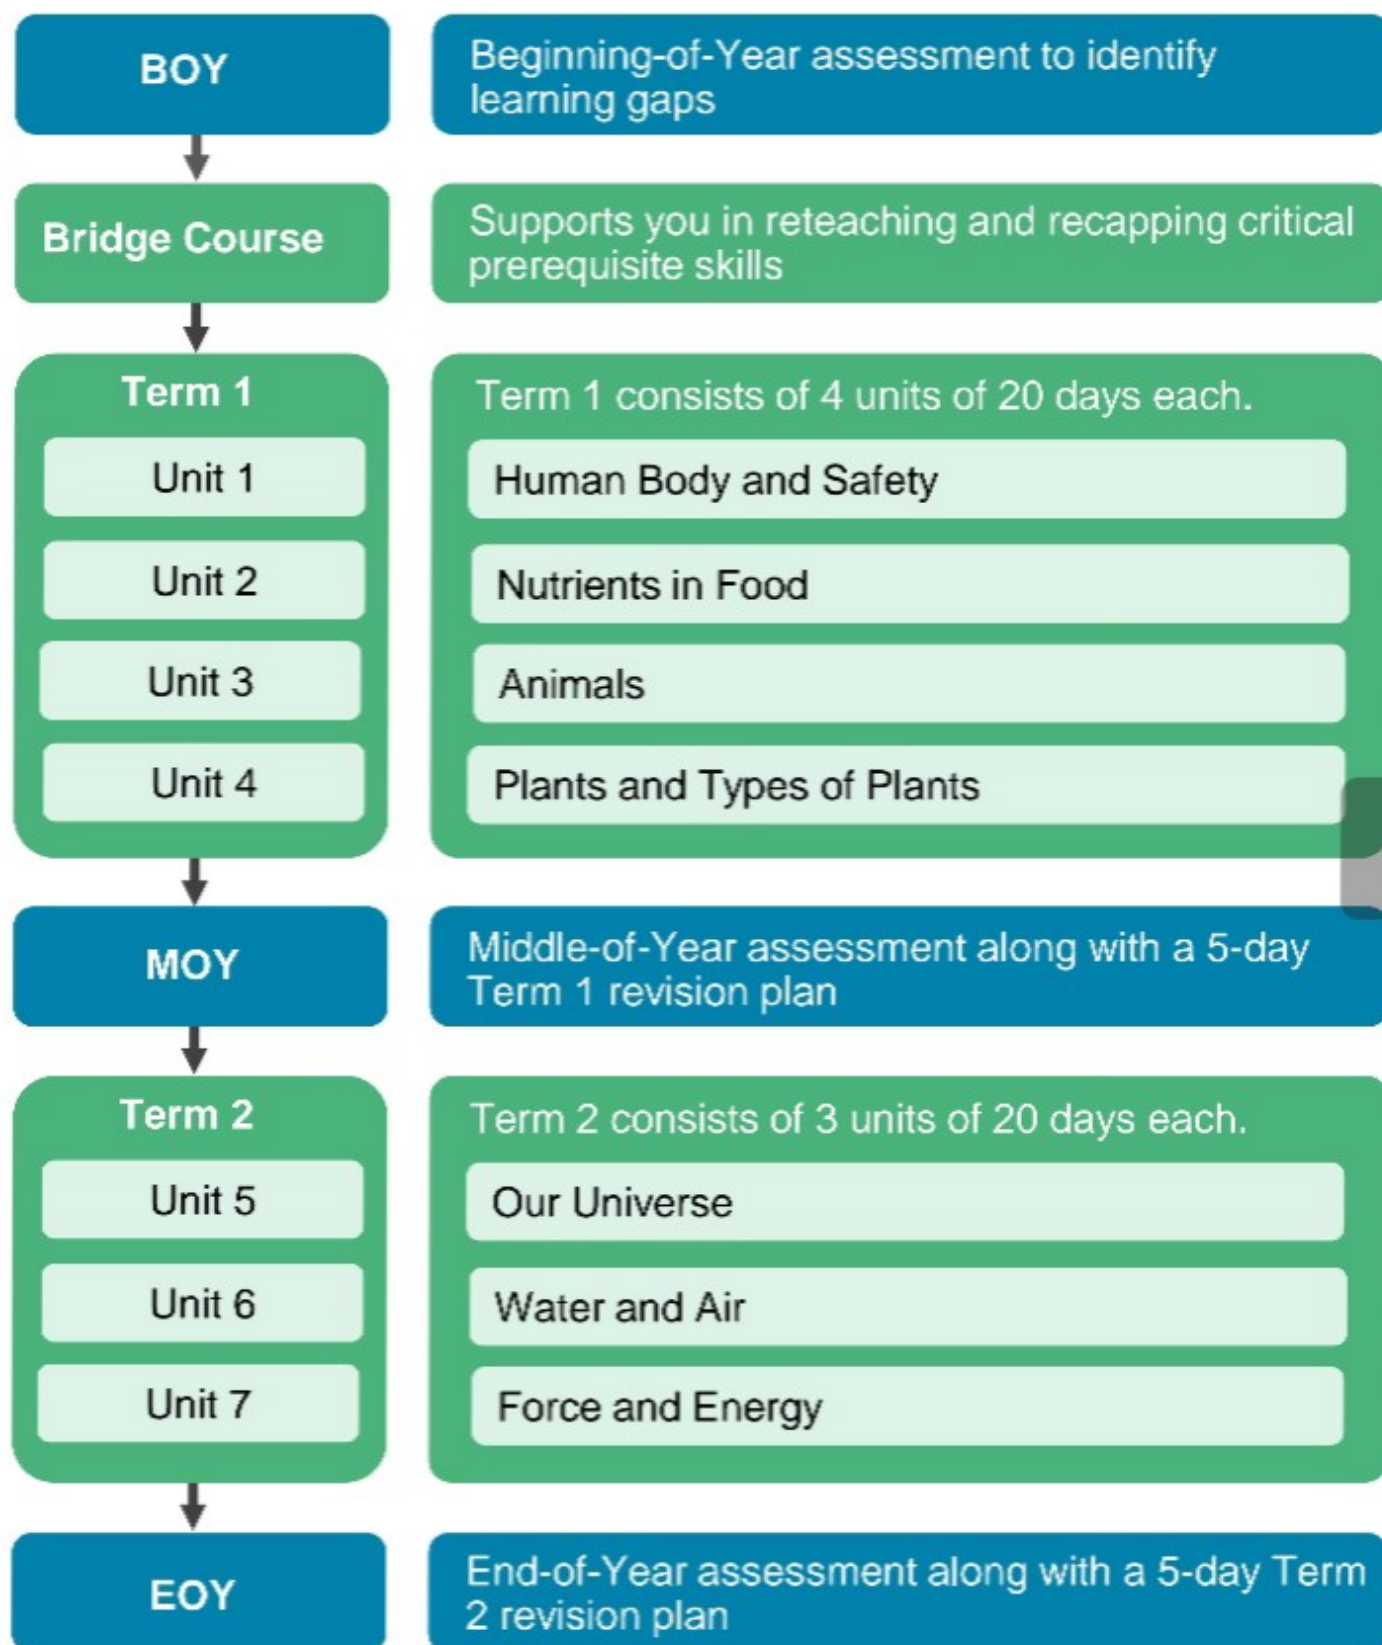 BOY
Beginning-of-Year assessment to identify
learning gaps
Bridge Course
Supports you in reteaching and recapping critical
prerequisite skills
Term 1
Term 1 consists of 4 units of 20 days each.
Unit 1
Human Body and Safety
Unit 2
Nutrients in Food
Unit 3
Animals
Unit 4
Plants and Types of Plants
MOY
Middle-of-Year assessment along with a 5-day
Term 1 revision plan
Term 2
Term 2 consists of 3 units of 20 days each.
Unit 5
Our Universe
Unit 6
Water and Air
Unit 7
Force and Energy
EOY
End-of-Year assessment along with a 5-day Term
2 revision plan